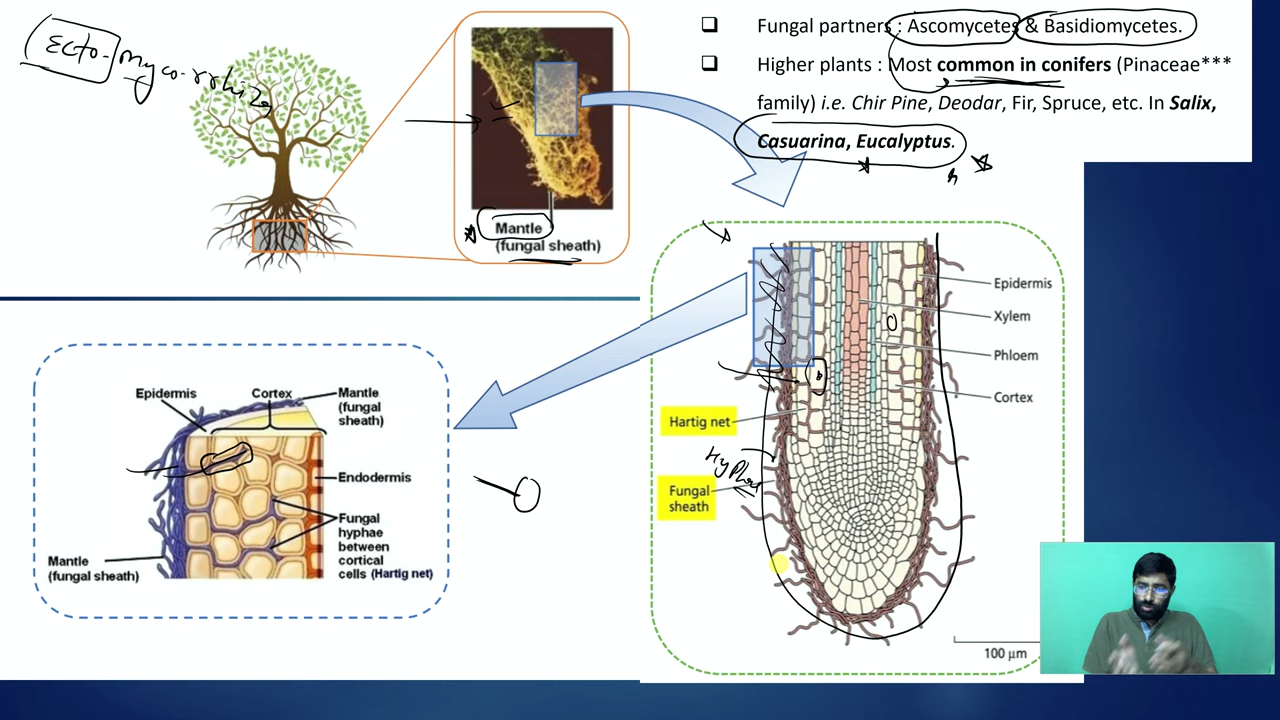 Ecto-mycorrhiza
❑ Fungal partners : Ascomycetes & Basidiomycetes.
❑ Higher plants : Most common in conifers (Pinaceae***
family) i.e. Chir Pine, Deodar, Fir, Spruce, etc. In Salix,
Casuarina, Eucalyptus.
Mantle
(fungal sheath)
Epidermis
Xylem
Phloem
Cortex
Hartig net
Hyphae
Fungal
sheath
100 µm
Epidermis
Cortex
Mantle
(fungal
sheath)
Endodermis
Fungal
hyphae
between
cortical
cells (Hartig net)
Mantle
(fungal sheath)